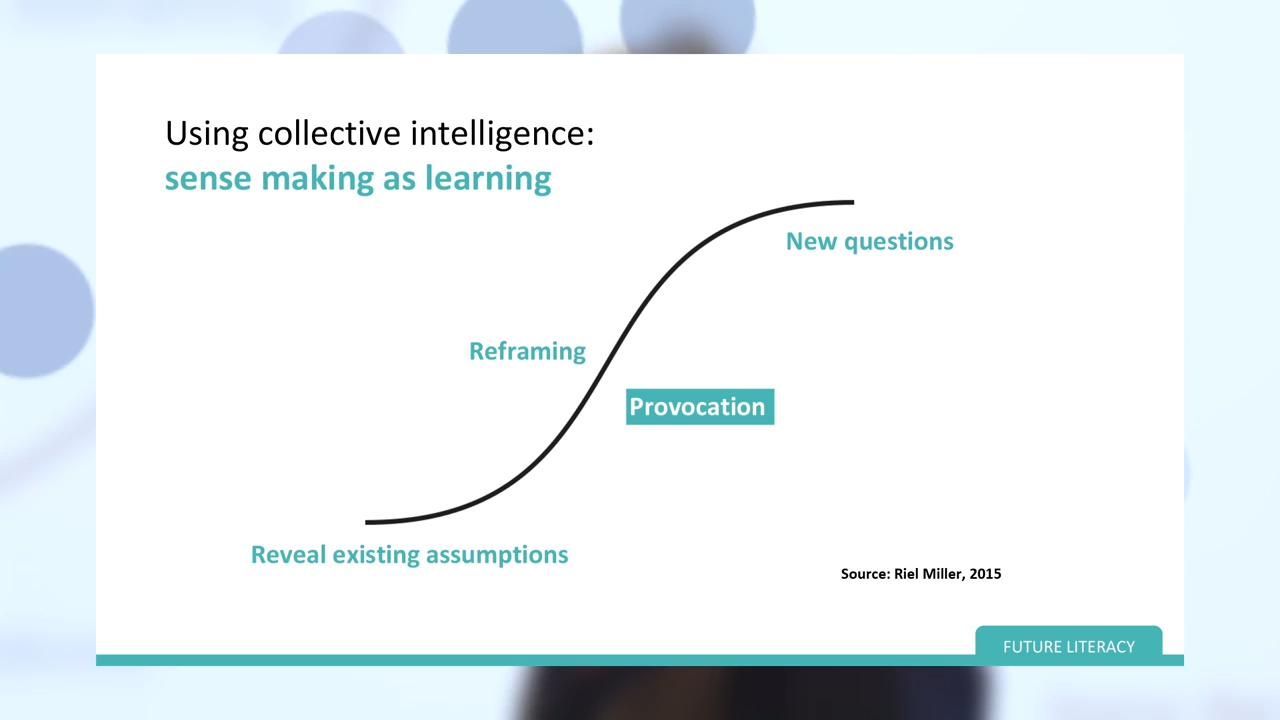 Using collective intelligence:
sense making as learning
New questions
Reframing
Provocation
Reveal existing assumptions
Source: Riel Miller, 2015
FUTURE LITERACY